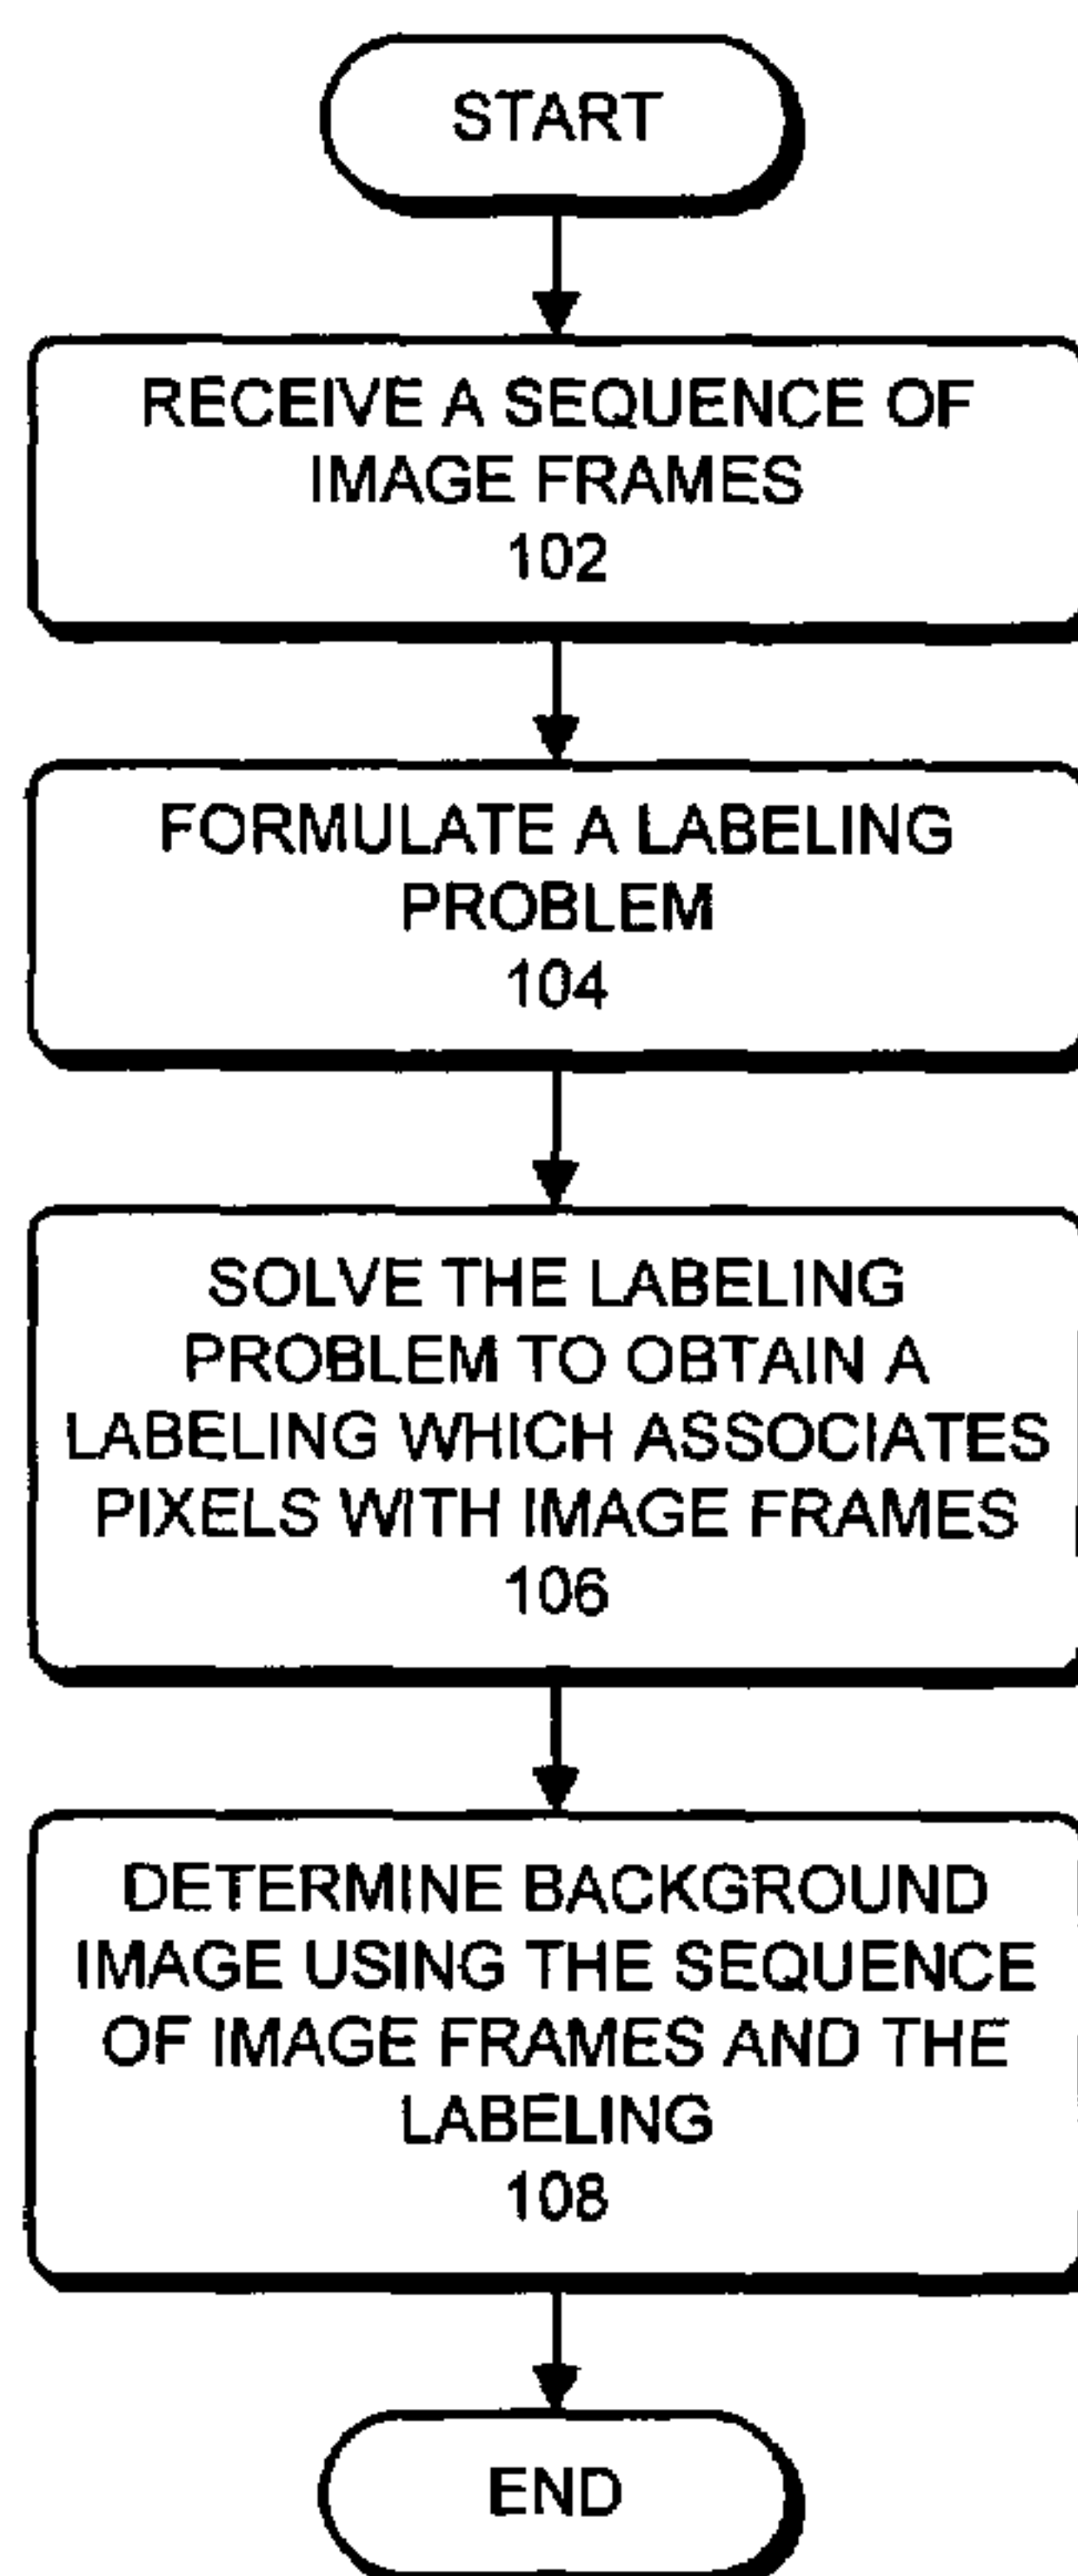 START
RECEIVE A SEQUENCE OF
IMAGE FRAMES
102
FORMULATE A LABELING
PROBLEM
104
SOLVE THE LABELING
PROBLEM TO OBTAIN A
LABELING WHICH ASSOCIATES
PIXELS WITH IMAGE FRAMES
106
DETERMINE BACKGROUND
IMAGE USING THE SEQUENCE
OF IMAGE FRAMES AND THE
LABELING
108
END